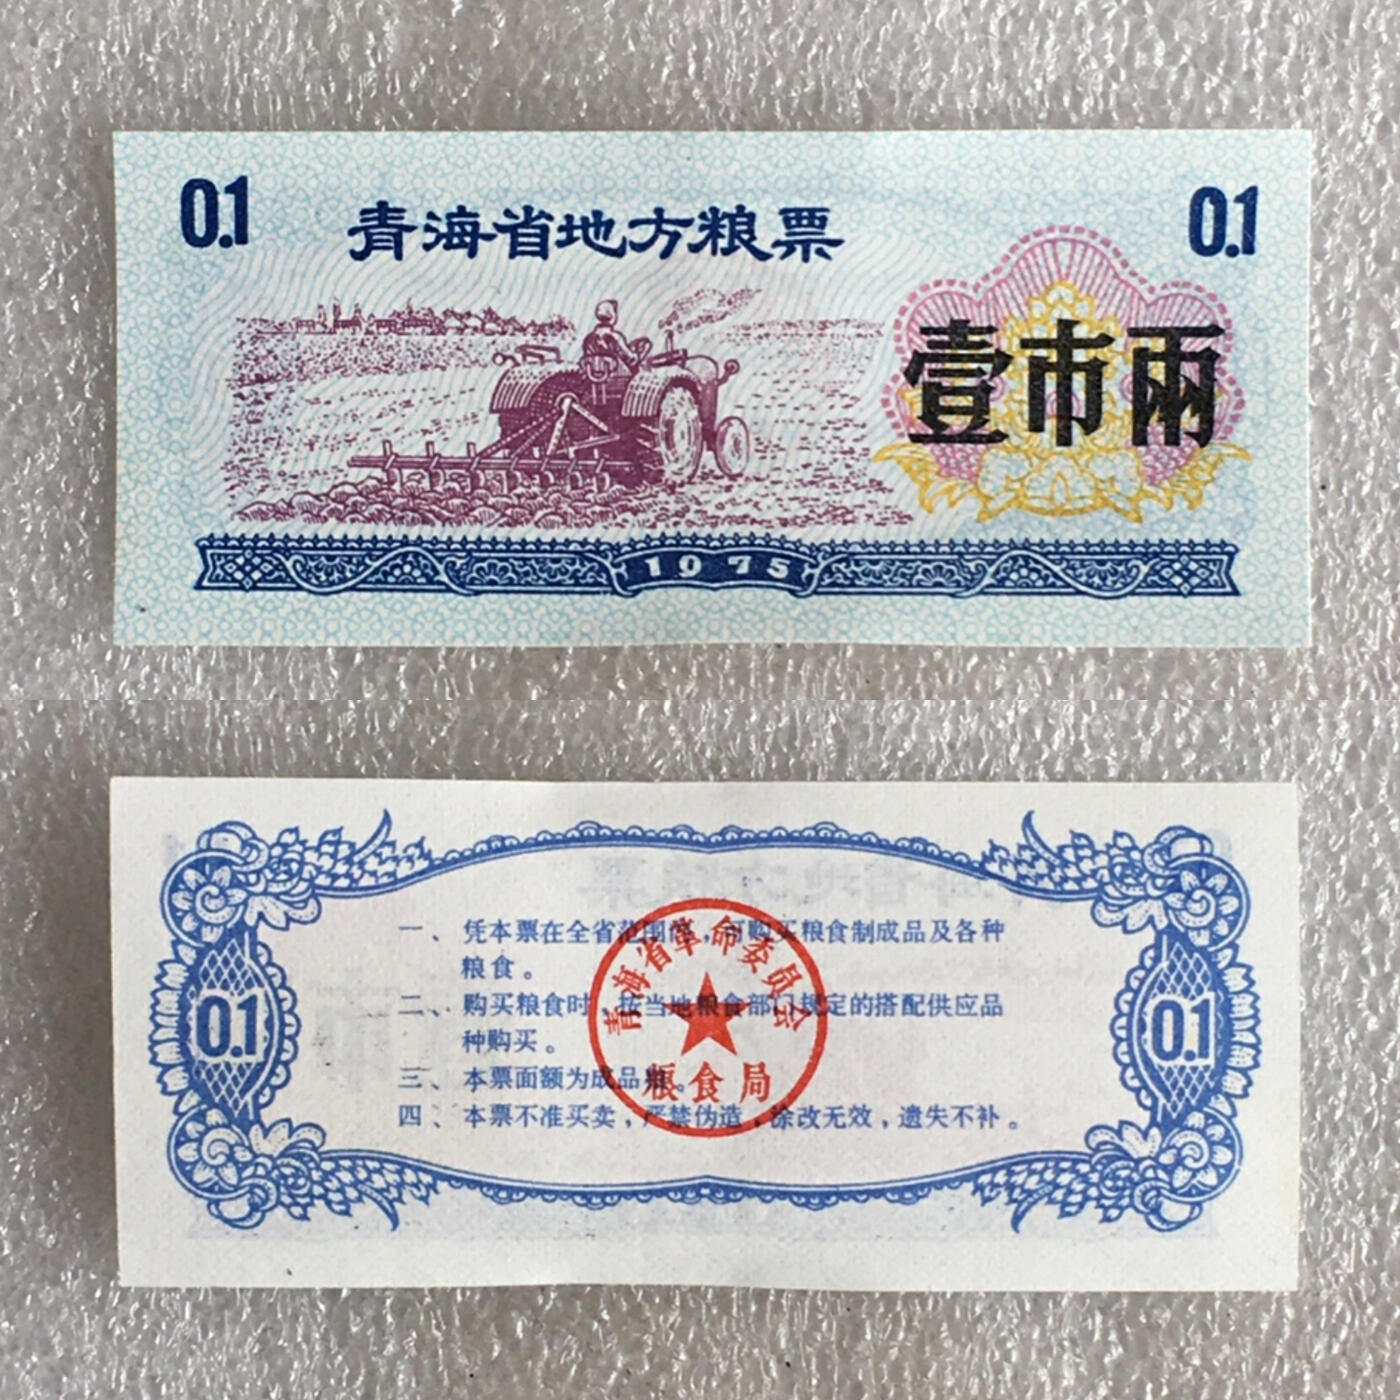 0.1
青海省地方粮票
0.1
壹市兩
1975
一、凭本票在全省范围内，可购买粮食制成品及各种
粮食。
二、购买粮食时，按当地粮食部门规定的搭配供应品
种购买。
三、本票面额为成品粮。
四、本票不准买卖，严禁伪造，涂改无效，遗失不补。
0.1
0.1
青海省革命委员会
粮食局